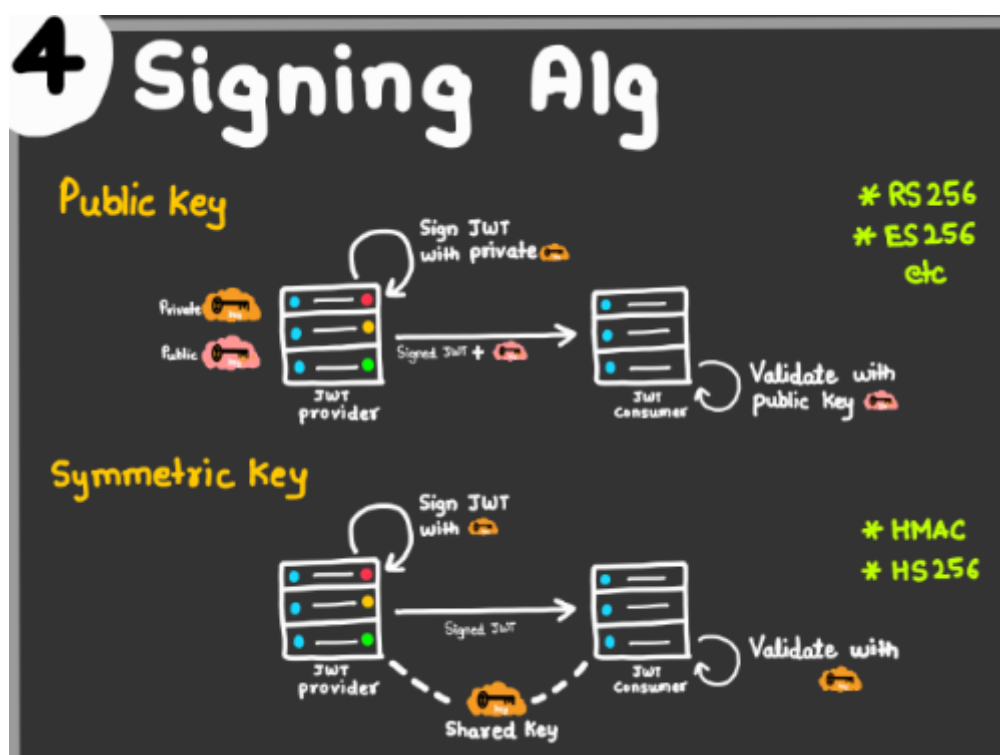 4 Signing Alg
Public Key
* RS256
* ES256
etc
Sign JWT
with private
Private
Public
Signed JWT +
JWT
provider
JWT
Consumer
Validate with
public key
Symmetric Key
Sign JWT
with
* HMAC
* HS256
Signed JWT
JWT
provider
JWT
Consumer
Validate with
Shared Key